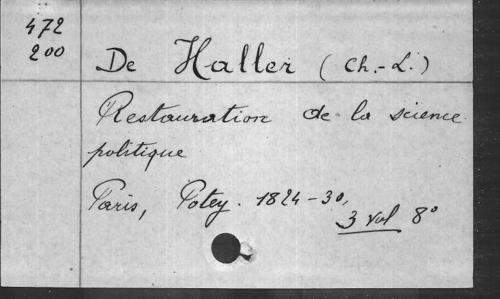 472
200
De Haller (Ch.-L.)
Restauration de la science
politique
Paris, Potey. 1824-30,
3 vol 8°